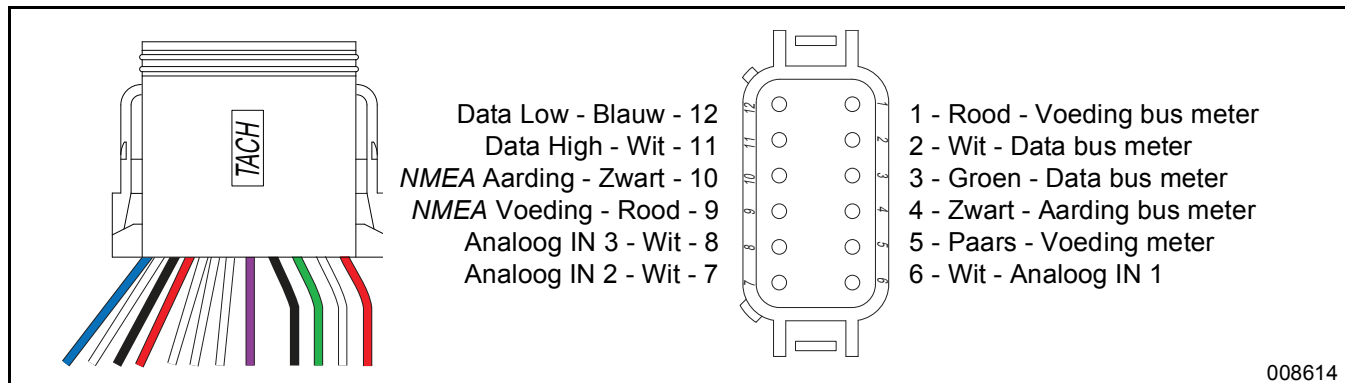 TACH
Data Low - Blauw - 12
Data High - Wit - 11
NMEA Aarding - Zwart - 10
NMEA Voeding - Rood - 9
Analoog IN 3 - Wit - 8
Analoog IN 2 - Wit - 7
12
11
10
9
8
7
1
2
3
4
5
6
1 - Rood - Voeding bus meter
2 - Wit - Data bus meter
3 - Groen - Data bus meter
4 - Zwart - Aarding bus meter
5 - Paars - Voeding meter
6 - Wit - Analoog IN 1
008614